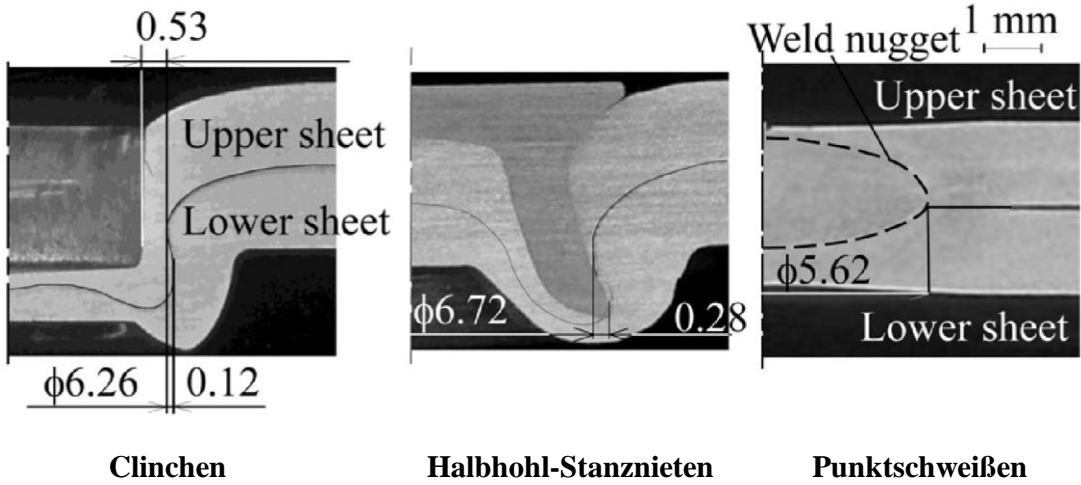 0.53
Upper sheet
Lower sheet
ϕ6.26
0.12
Clinchen
ϕ6.72
0.28
Halbhohl-Stanznieten
1 mm
Weld nugget
Upper sheet
ϕ5.62
Lower sheet
Punktschweißen